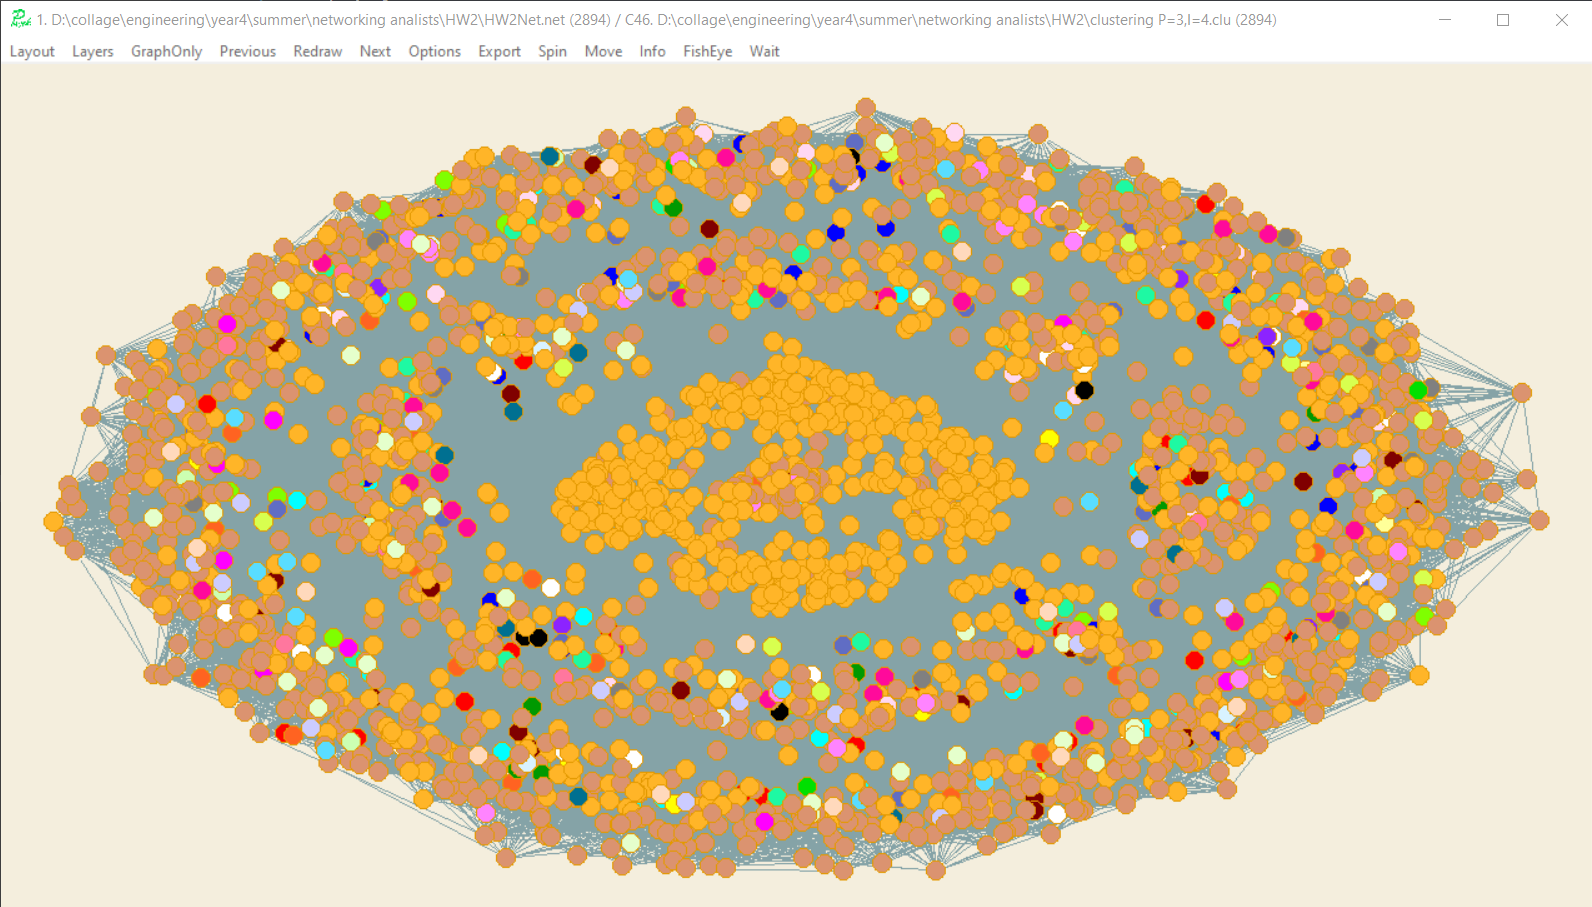 1. D:\collage\engineering\year4\summer\networking analists\HW2\HW2Net.net (2894) / C46. D:\collage\engineering\year4\summer\networking analists\HW2\clustering P=3,I=4.clu (2894)
Layout Layers GraphOnly Previous Redraw Next Options Export Spin Move Info FishEye Wait